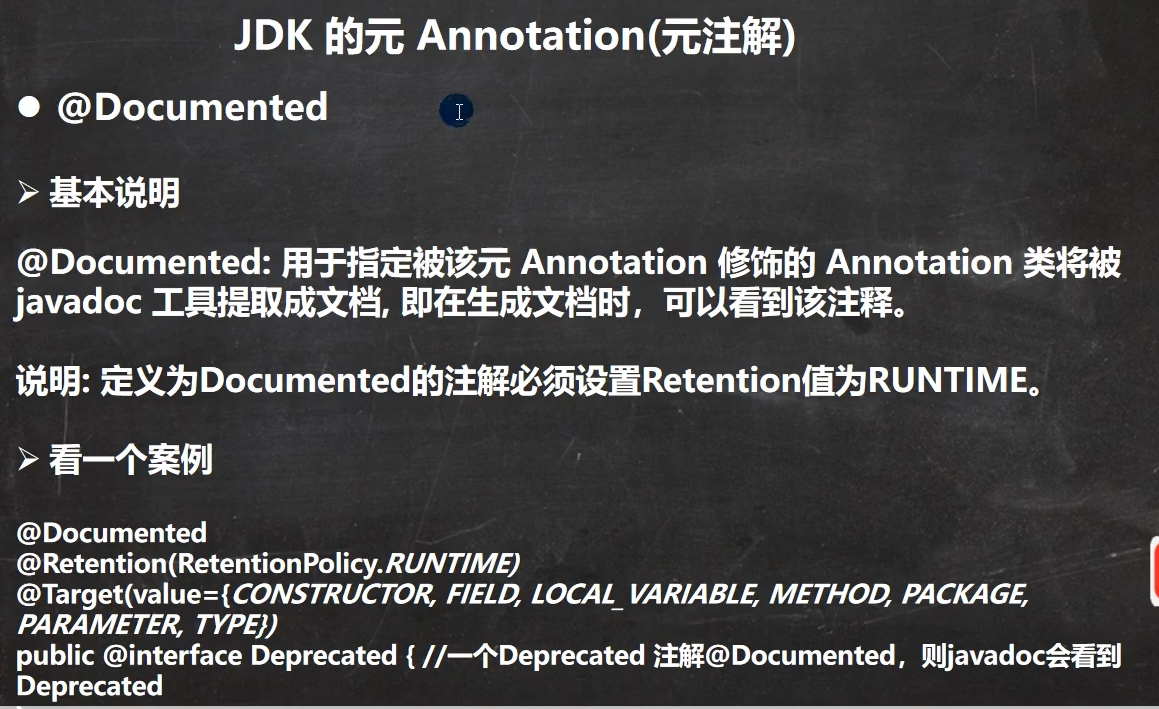 JDK 的元 Annotation(元注解)
● @Documented
➢ 基本说明
@Documented: 用于指定被该元 Annotation 修饰的 Annotation 类将被
javadoc 工具提取成文档, 即在生成文档时，可以看到该注释。
说明: 定义为Documented的注解必须设置Retention值为RUNTIME。
➢ 看一个案例
@Documented
@Retention(RetentionPolicy.RUNTIME)
@Target(value={CONSTRUCTOR, FIELD, LOCAL_VARIABLE, METHOD, PACKAGE,
PARAMETER, TYPE})
public @interface Deprecated { //一个Deprecated 注解@Documented，则javadoc会看到
Deprecated